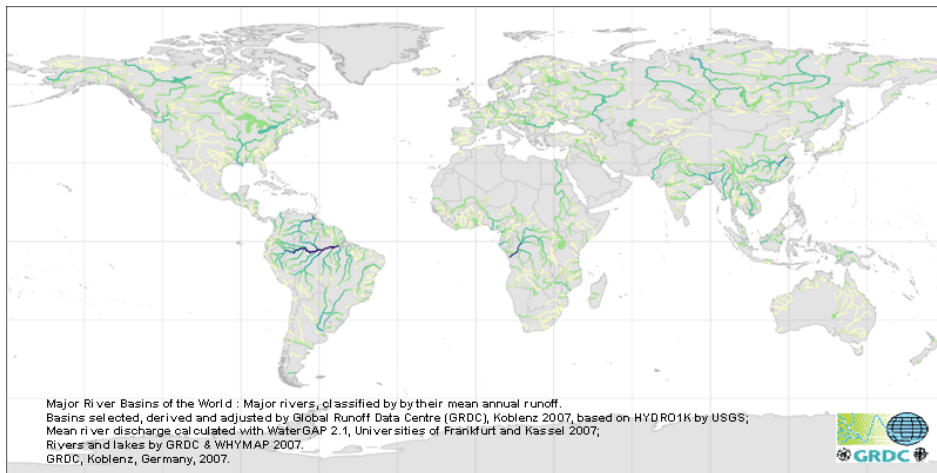 Major River Basins of the World : Major rivers, classified by by their mean annual runoff.
Basins selected, derived and adjusted by Global Runoff Data Centre (GRDC), Koblenz 2007, based on HYDRO1K by USGS;
Mean river discharge calculated with WaterGAP 2.1, Universities of Frankfurt and Kassel 2007;
Rivers and lakes by GRDC & WHYMAP 2007.
GRDC, Koblenz, Germany, 2007.
GRDC